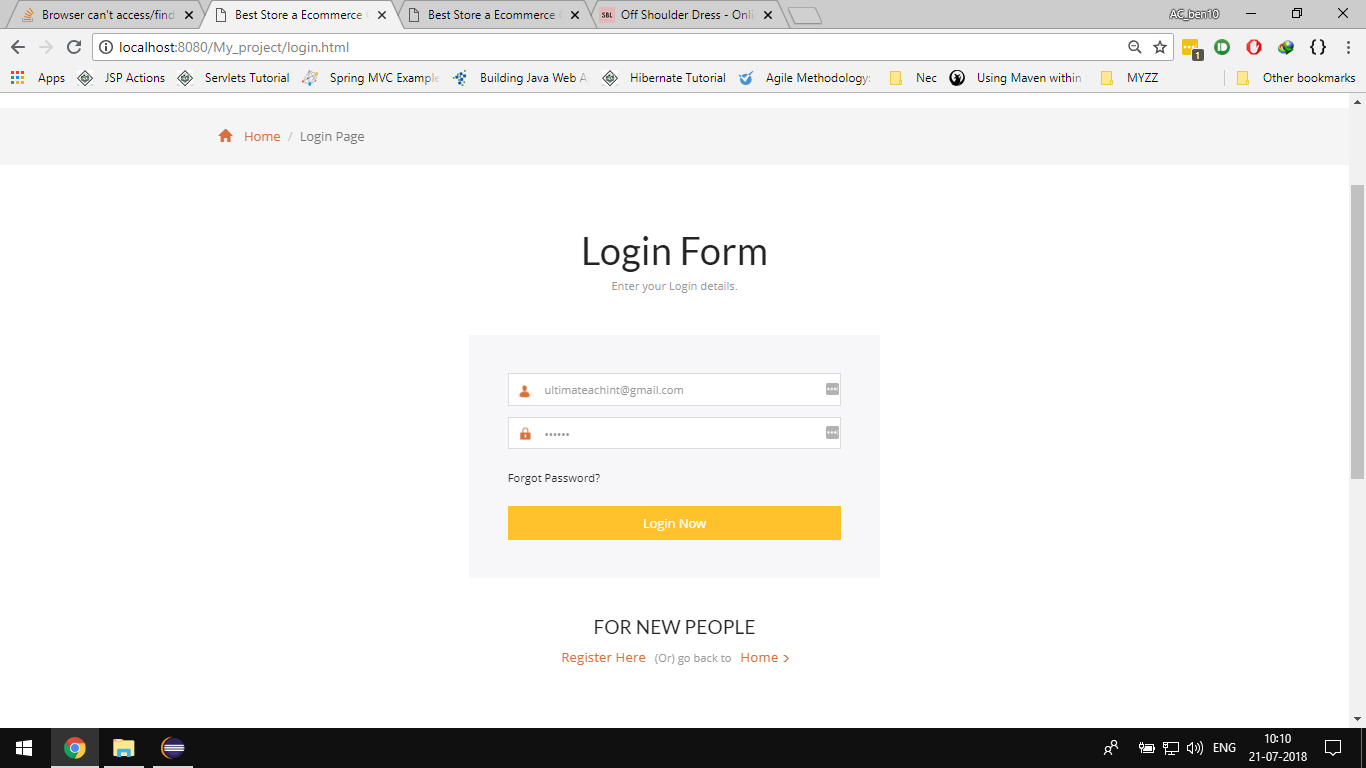 Browser can't access/find
Best Store a Ecommerce
Best Store a Ecommerce
SBL Off Shoulder Dress - Onli
AC_ben10
localhost:8080/My_project/login.html
1
Apps JSP Actions Servlets Tutorial Spring MVC Example Building Java Web A Hibernate Tutorial Agile Methodology: Nec Using Maven within MYZZ Other bookmarks
Home / Login Page
Login Form
Enter your Login details.
ultimateachint@gmail.com
Forgot Password?
Login Now
FOR NEW PEOPLE
Register Here (Or) go back to Home >
ENG
10:10
21-07-2018